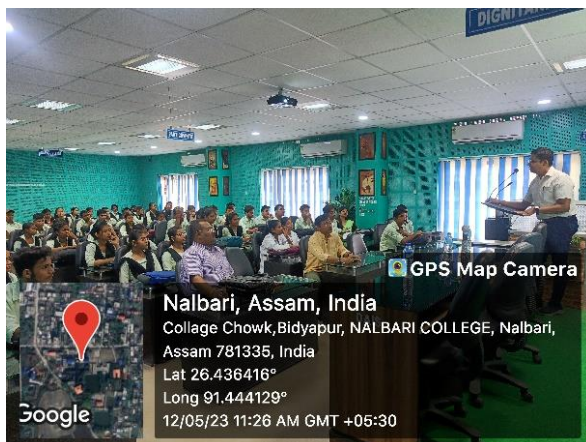 DIGNITAR
GPS Map Camera
Nalbari, Assam, India
Collage Chowk,Bidyapur, NALBARI COLLEGE, Nalbari,
Assam 781335, India
Lat 26.436416°
Long 91.444129°
12/05/23 11:26 AM GMT +05:30
Google